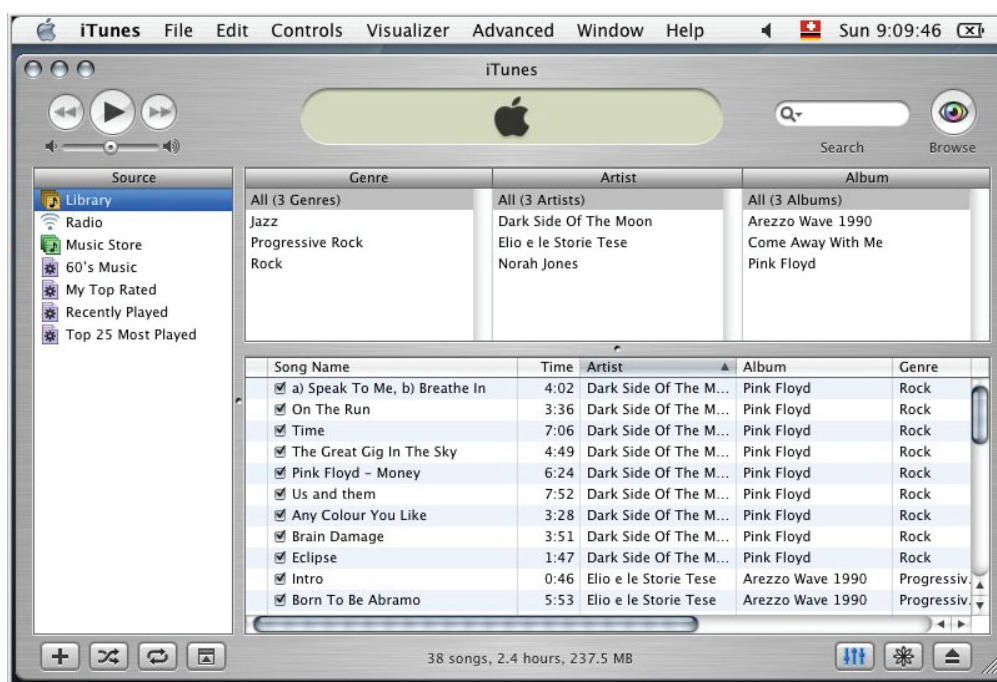 iTunes File Edit Controls Visualizer Advanced Window Help Sun 9:09:46
iTunes
Search Browse
Source
Library
Radio
Music Store
60's Music
My Top Rated
Recently Played
Top 25 Most Played
Genre Artist Album
All (3 Genres) All (3 Artists) All (3 Albums)
Jazz Dark Side Of The Moon Arezzo Wave 1990
Progressive Rock Elio e le Storie Tese Come Away With Me
Rock Norah Jones Pink Floyd
Song Name Time Artist Album Genre
a) Speak To Me, b) Breathe In 4:02 Dark Side Of The M... Pink Floyd Rock
On The Run 3:36 Dark Side Of The M... Pink Floyd Rock
Time 7:06 Dark Side Of The M... Pink Floyd Rock
The Great Gig In The Sky 4:49 Dark Side Of The M... Pink Floyd Rock
Pink Floyd - Money 6:24 Dark Side Of The M... Pink Floyd Rock
Us and them 7:52 Dark Side Of The M... Pink Floyd Rock
Any Colour You Like 3:28 Dark Side Of The M... Pink Floyd Rock
Brain Damage 3:51 Dark Side Of The M... Pink Floyd Rock
Eclipse 1:47 Dark Side Of The M... Pink Floyd Rock
Intro 0:46 Elio e le Storie Tese Arezzo Wave 1990 Progressiv.
Born To Be Abramo 5:53 Elio e le Storie Tese Arezzo Wave 1990 Progressiv.
38 songs, 2.4 hours, 237.5 MB